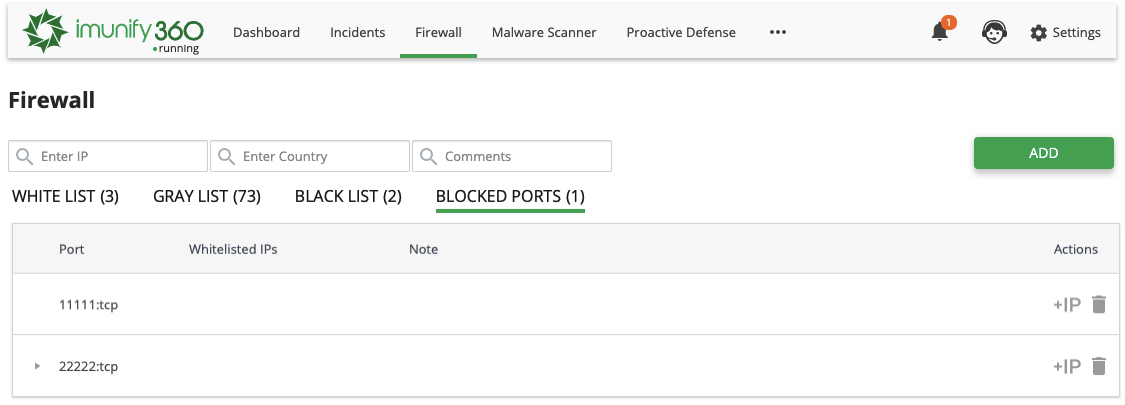 imunify 360
running
Dashboard
Incidents
Firewall
Malware Scanner
Proactive Defense
1
Settings
Firewall
Enter IP
Enter Country
Comments
ADD
WHITE LIST (3)
GRAY LIST (73)
BLACK LIST (2)
BLOCKED PORTS (1)
Port
Whitelisted IPs
Note
Actions
11111:tcp
+IP
22222:tcp
+IP